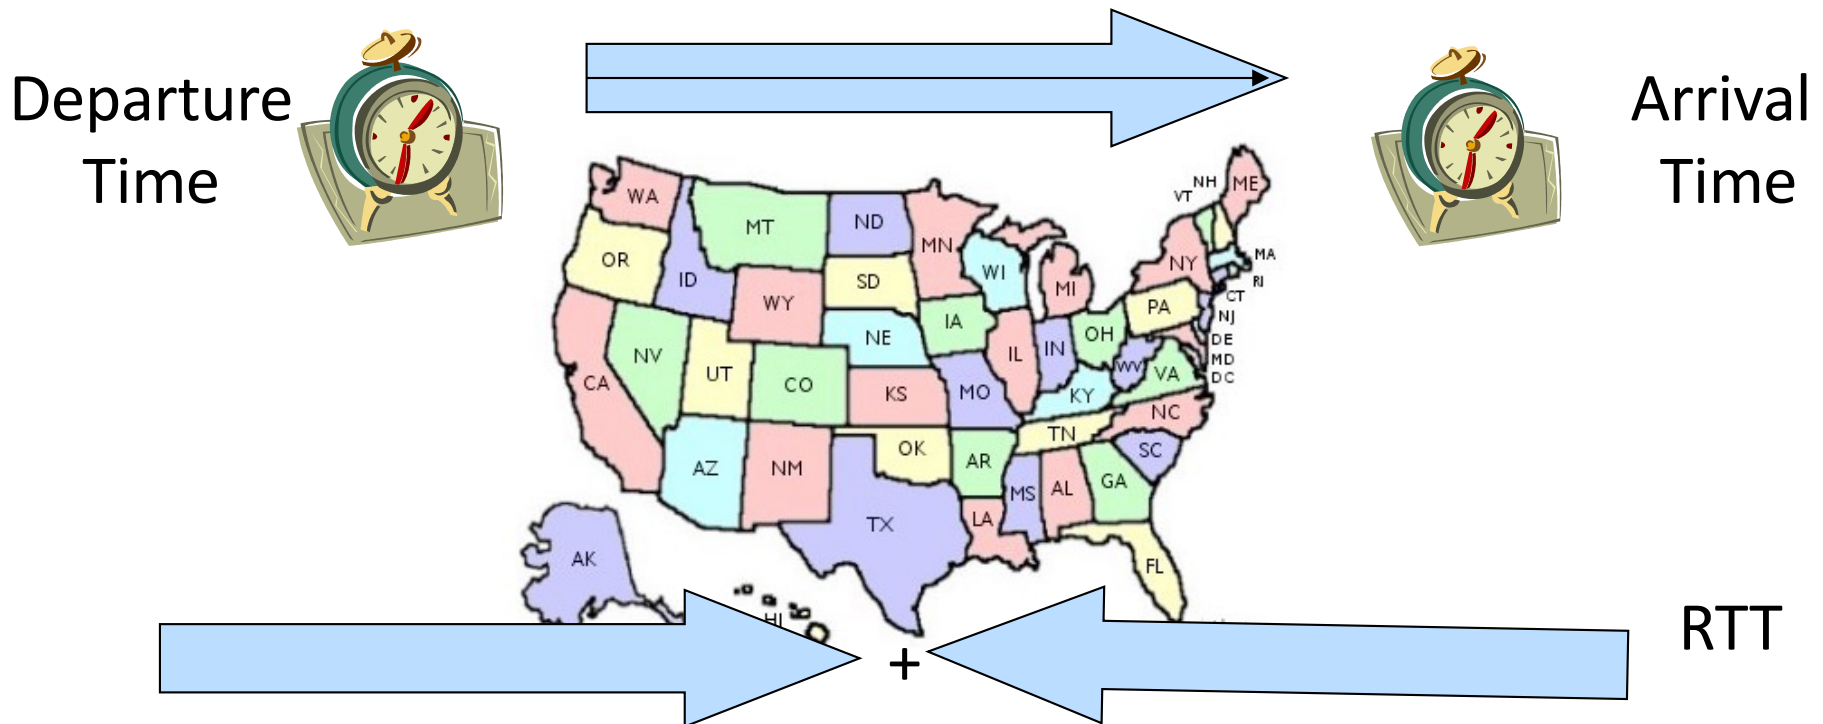 Departure
Time
Arrival
Time
WA
MT
ND
MN
OR
ID
WY
SD
WI
MI
NY
VT
NH
ME
MA
RI
CT
NJ
DE
MD
DC
PA
IA
NE
NV
UT
CO
CA
KS
MO
IL
IN
OH
WV
VA
KY
NC
TN
SC
AZ
NM
OK
AR
MS
AL
GA
LA
TX
FL
AK
HI
+
RTT